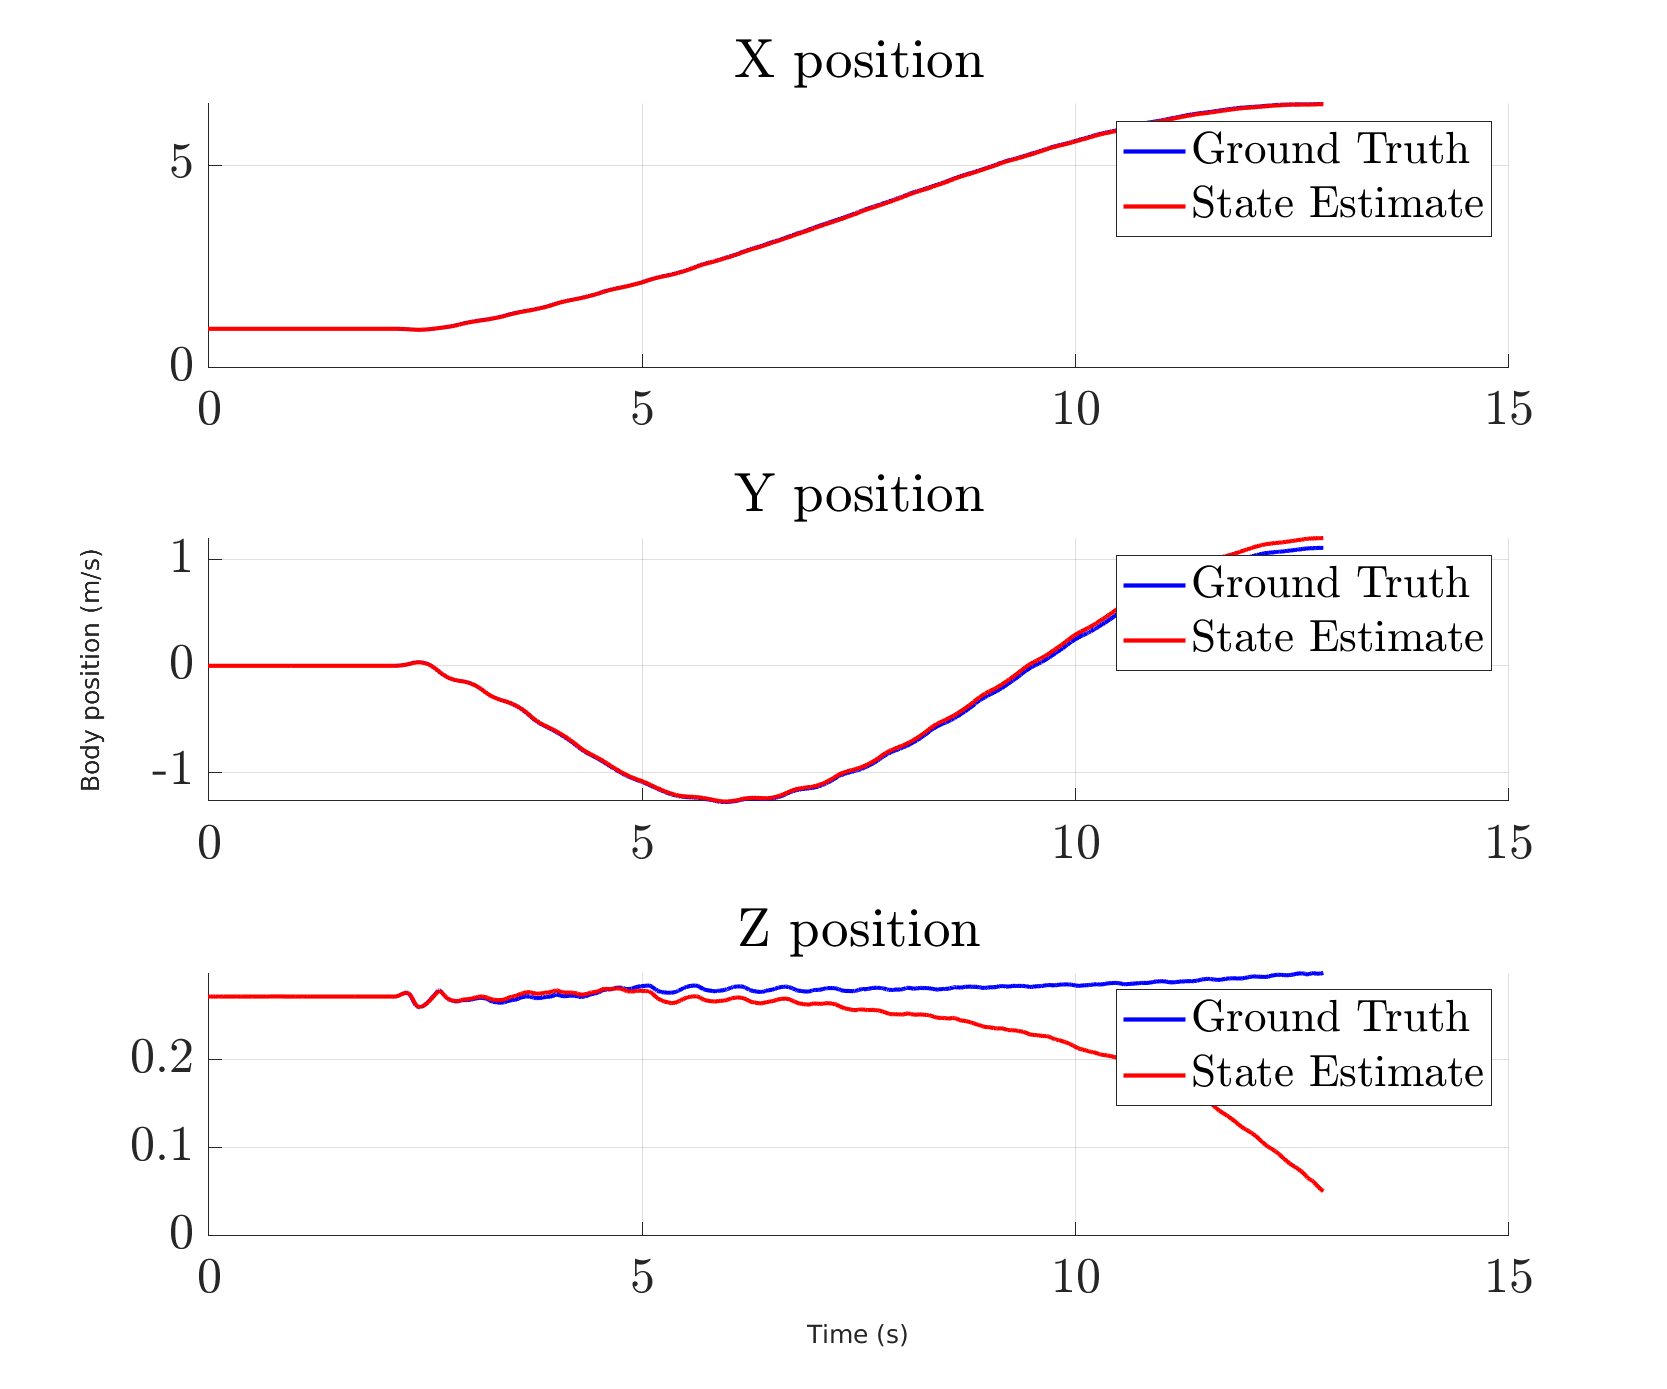 X position
5
0
0 5 10 15
Ground Truth
State Estimate
Y position
Body position (m/s)
1
0
-1
0 5 10 15
Ground Truth
State Estimate
Z position
0.2
0.1
0
0 5 10 15
Ground Truth
State Estimate
Time (s)